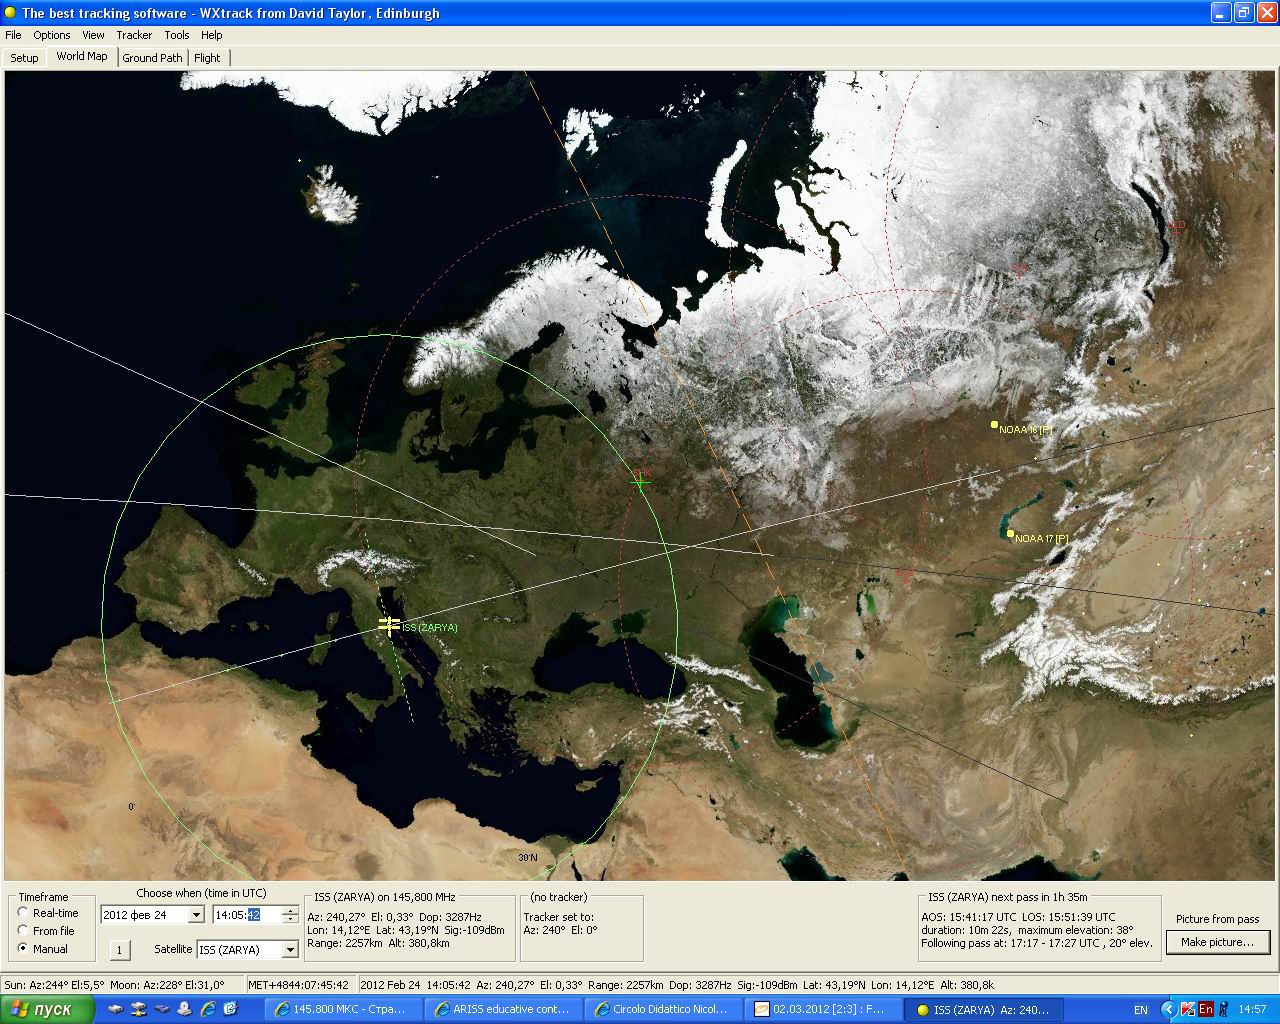 The best tracking software - WXtrack from David Taylor, Edinburgh
File Options View Tracker Tools Help
Setup World Map Ground Path Flight
NOAA 16 [P]
NOAA 17 [P]
ISS (ZARYA)
0°
30°N
Timeframe
Real-time
From file
Manual
Choose when (time in UTC)
2012 фев 24 14:05:42
1 Satellite ISS (ZARYA)
ISS (ZARYA) on 145,800 MHz
Az: 240,27° El: 0,33° Dop: 3287Hz
Lon: 14,12°E Lat: 43,19°N Sig:-109dBm
Range: 2257km Alt: 380,8km
(no tracker)
Tracker set to:
Az: 240° El: 0°
ISS (ZARYA) next pass in 1h 35m
AOS: 15:41:17 UTC LOS: 15:51:39 UTC
duration: 10m 22s, maximum elevation: 38°
Following pass at: 17:17 - 17:27 UTC , 20° elev.
Picture from pass
Make picture...
Sun: Az:244° El:5,5° Moon: Az:228° El:31,0° MET+4844:07:45:42 2012 Feb 24 14:05:42 Az: 240,27° El: 0,33° Range: 2257km Dop: 3287Hz Sig:-109dBm Lat: 43,19°N Lon: 14,12°E Alt: 380,8k
пуск 145.800 МКС - Стра... ARISS educative cont... Circolo Didattico Nicol... 02.03.2012 [2:3] : F... ISS (ZARYA) Az: 240... EN En 14:57